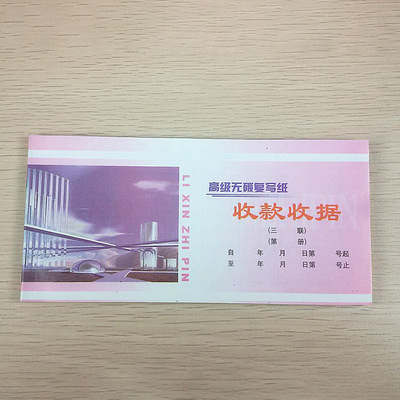 LI XIN ZHI PIN
高级无碳复写纸
收款收据
(三 联)
(第 册)
自 年 月 日第 号起
至 年 月 日第 号止